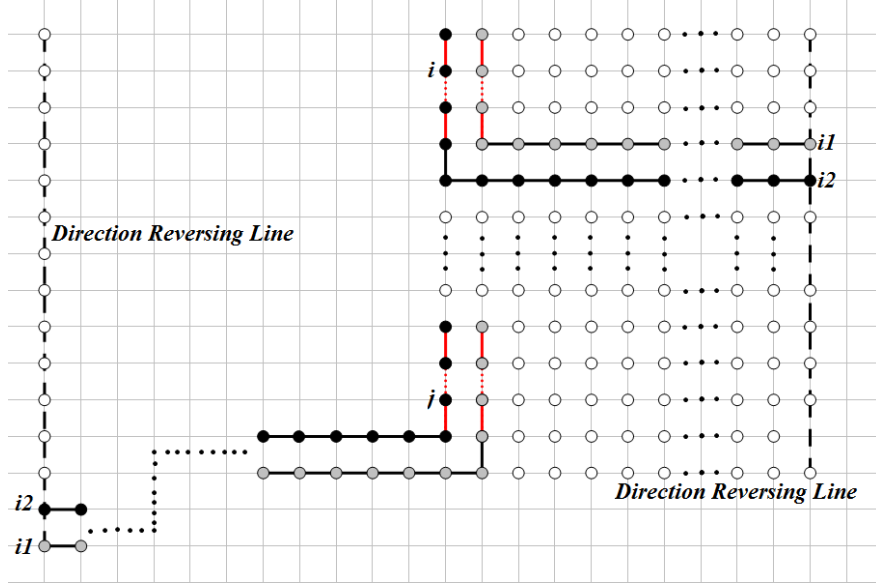 i
i1
i2
Direction Reversing Line
j
Direction Reversing Line
i2
i1